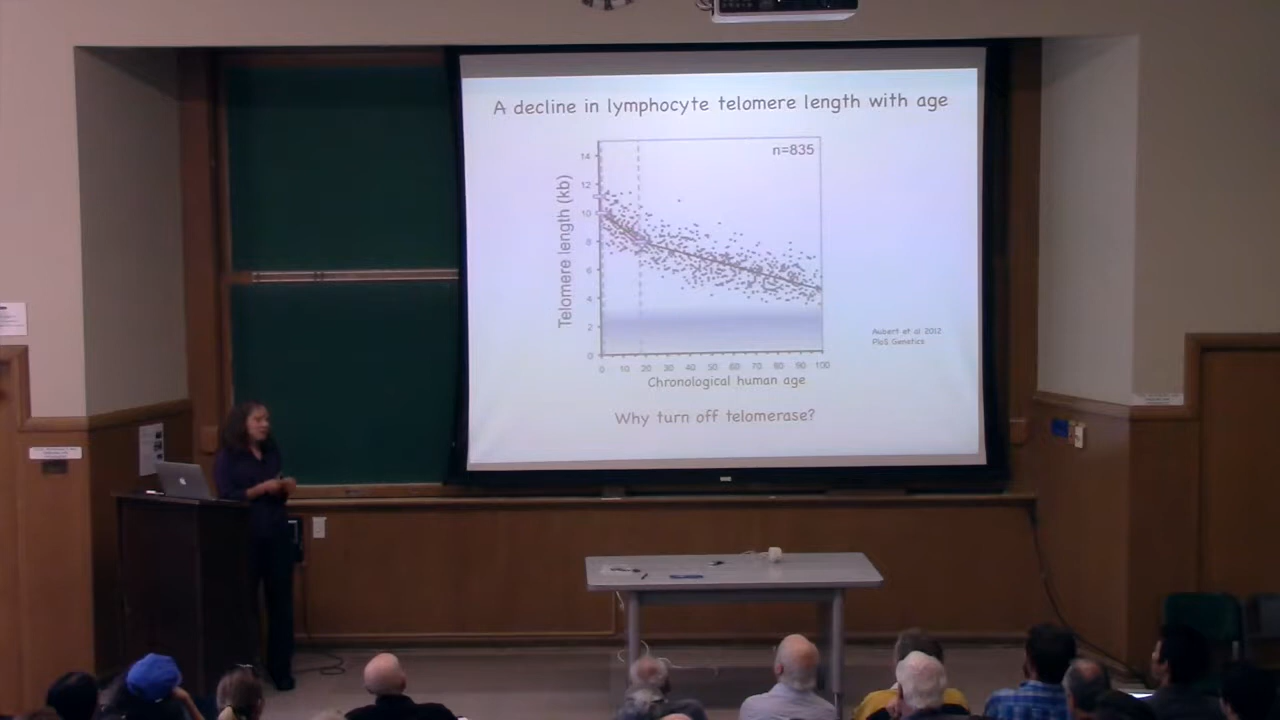 A decline in lymphocyte telomere length with age
n=835
Telomere length (kb)
14
12
10
8
6
4
2
0
0 10 20 30 40 50 60 70 80 90 100
Chronological human age
Aubert et al 2012
PloS Genetics
Why turn off telomerase?